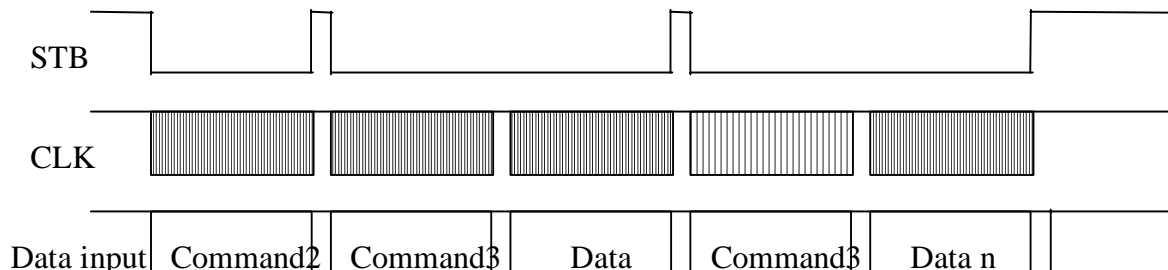 STB
CLK
Data input Command2 Command3 Data Command3 Data n